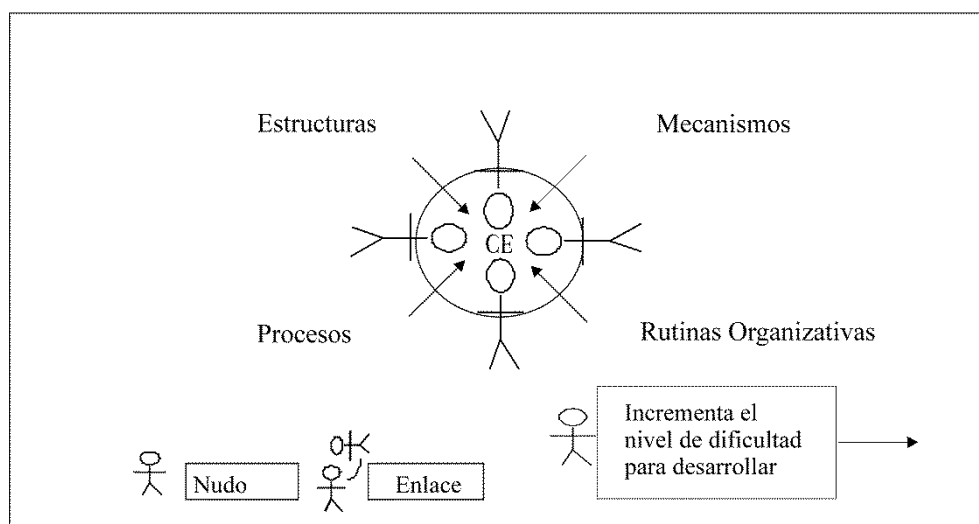 Estructuras
Mecanismos
CE
Procesos
Rutinas Organizativas
Incrementa el
nivel de dificultad
para desarrollar
Nudo
Enlace